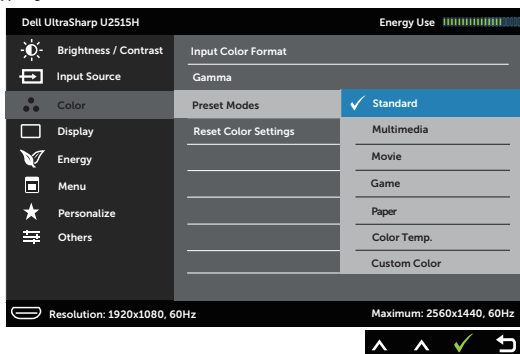 Dell UltraSharp U2515H
Energy Use
Brightness / Contrast
Input Source
Color
Display
Energy
Menu
Personalize
Others
Input Color Format
Gamma
Preset Modes
Reset Color Settings
Standard
Multimedia
Movie
Game
Paper
Color Temp.
Custom Color
Resolution: 1920x1080, 60Hz
Maximum: 2560x1440, 60Hz